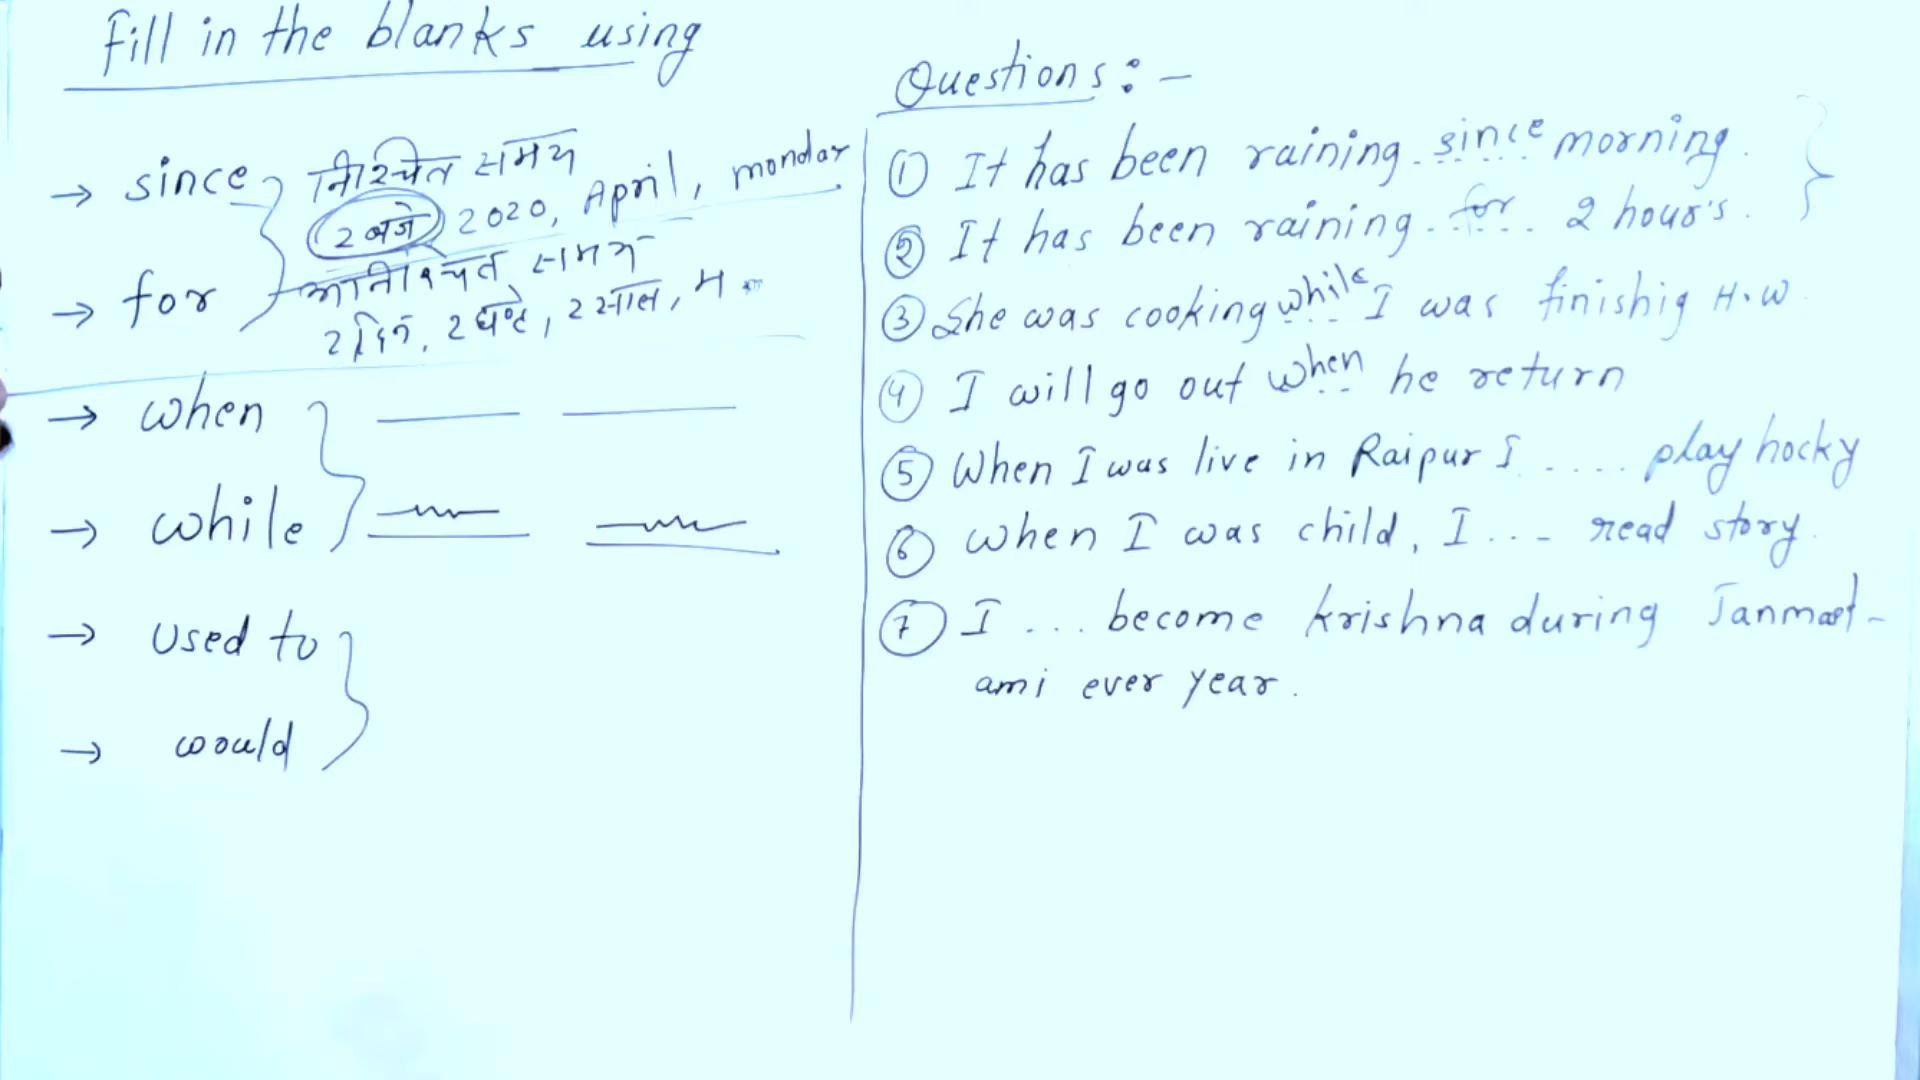 Fill in the blanks using
→ since निश्चित समय
2 बजे 2020, April, monday
→ for अनिश्चित समय
2 दिन, 2 घण्टे, 2 साल, म
→ when
→ while
→ used to
→ would
Questions:-
① It has been raining. since morning.
② It has been raining. for. 2 hour's.
③ She was cooking while I was finishig H.W
④ I will go out when he return
⑤ When I was live in Raipur I .... play hocky
⑥ when I was child, I ... read story.
⑦ I ... become krishna during
ami ever year.